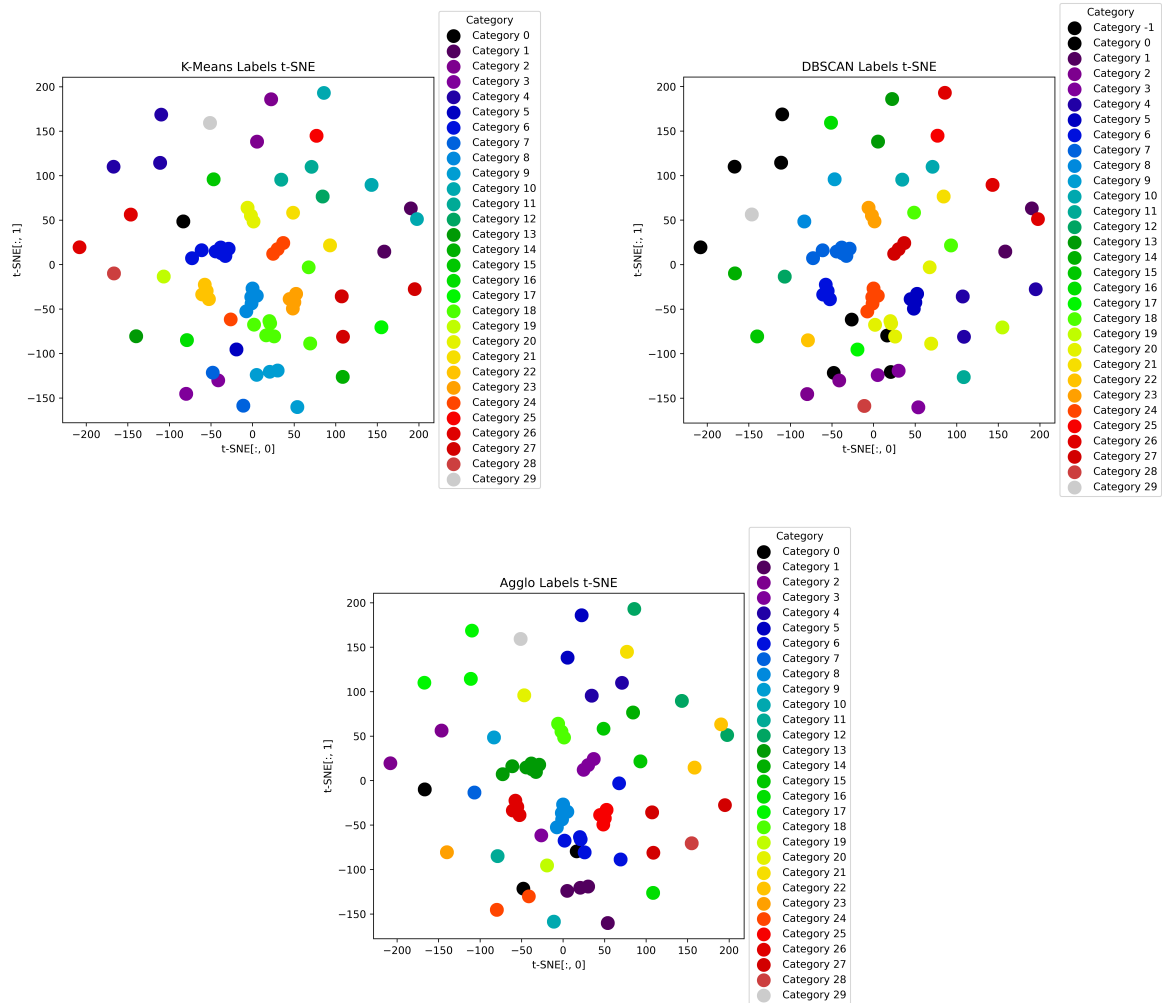 K-Means Labels t-SNE
t-SNE[:, 1]
200
150
100
50
0
−50
−100
−150
−200
−150
−100
−50
0
50
100
150
200
t-SNE[:, 0]
Category
Category 0
Category 1
Category 2
Category 3
Category 4
Category 5
Category 6
Category 7
Category 8
Category 9
Category 10
Category 11
Category 12
Category 13
Category 14
Category 15
Category 16
Category 17
Category 18
Category 19
Category 20
Category 21
Category 22
Category 23
Category 24
Category 25
Category 26
Category 27
Category 28
Category 29
DBSCAN Labels t-SNE
t-SNE[:, 1]
200
150
100
50
0
−50
−100
−150
−200
−150
−100
−50
0
50
100
150
200
t-SNE[:, 0]
Category
Category -1
Category 0
Category 1
Category 2
Category 3
Category 4
Category 5
Category 6
Category 7
Category 8
Category 9
Category 10
Category 11
Category 12
Category 13
Category 14
Category 15
Category 16
Category 17
Category 18
Category 19
Category 20
Category 21
Category 22
Category 23
Category 24
Category 25
Category 26
Category 27
Category 28
Category 29
Agglo Labels t-SNE
t-SNE[:, 1]
200
150
100
50
0
−50
−100
−150
−200
−150
−100
−50
0
50
100
150
200
t-SNE[:, 0]
Category
Category 0
Category 1
Category 2
Category 3
Category 4
Category 5
Category 6
Category 7
Category 8
Category 9
Category 10
Category 11
Category 12
Category 13
Category 14
Category 15
Category 16
Category 17
Category 18
Category 19
Category 20
Category 21
Category 22
Category 23
Category 24
Category 25
Category 26
Category 27
Category 28
Category 29